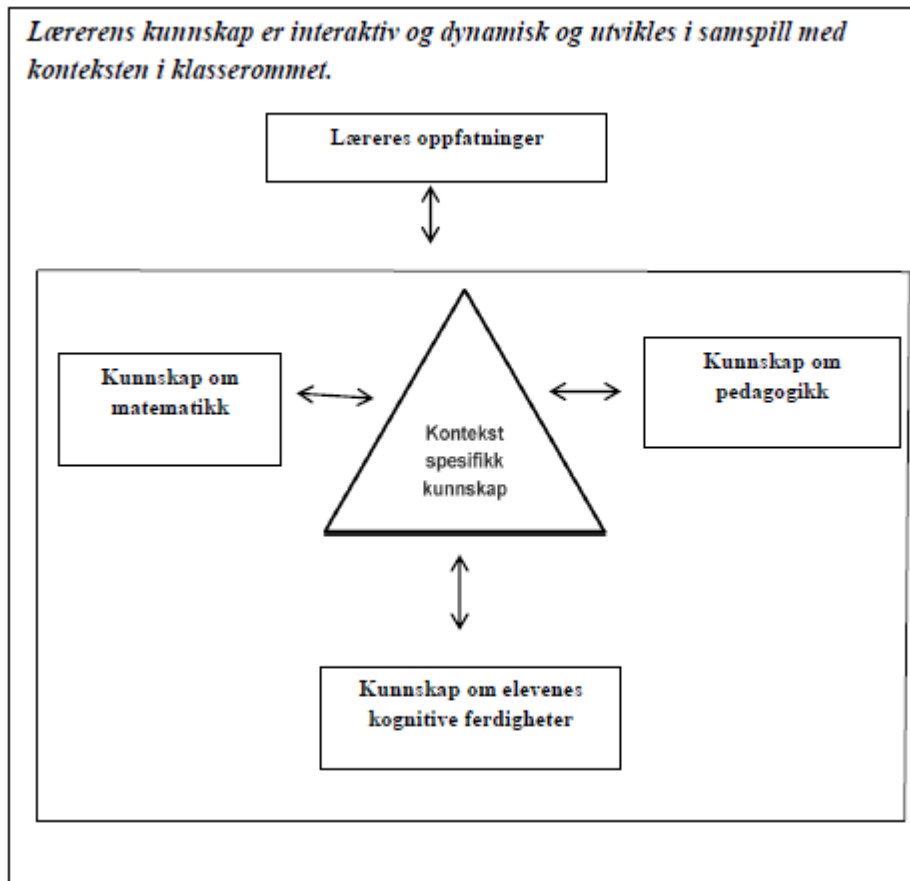 Lærerens kunnskap er interaktiv og dynamisk og utvikles i samspill med
konteksten i klasserommet.
Læreres oppfatninger
Kunnskap om
matematikk
Kunnskap om
pedagogikk
Kontekst
spesifikk
kunnskap
Kunnskap om elevenes
kognitive ferdigheter